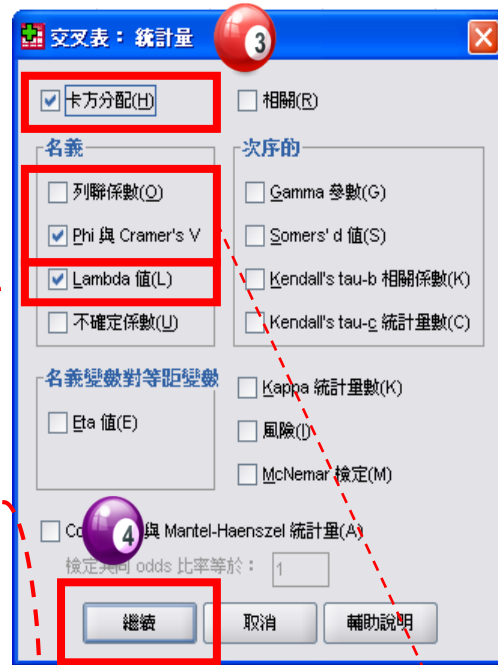 交叉表：統計量
3
卡方分配(H)
相關(R)
名義
列聯係數(O)
Phi 與 Cramer's V
Lambda 值(L)
不確定係數(U)
次序的
Gamma 參數(G)
Somers' d 值(S)
Kendall's tau-b 相關係數(K)
Kendall's tau-c 統計量數(C)
名義變數對等距變數
Eta 值(E)
Kappa 統計量數(K)
風險(I)
McNemar 檢定(M)
4
與 Mantel-Haenszel 統計量(A)
檢定共同 odds 比率等於：
1
繼續
取消
輔助說明